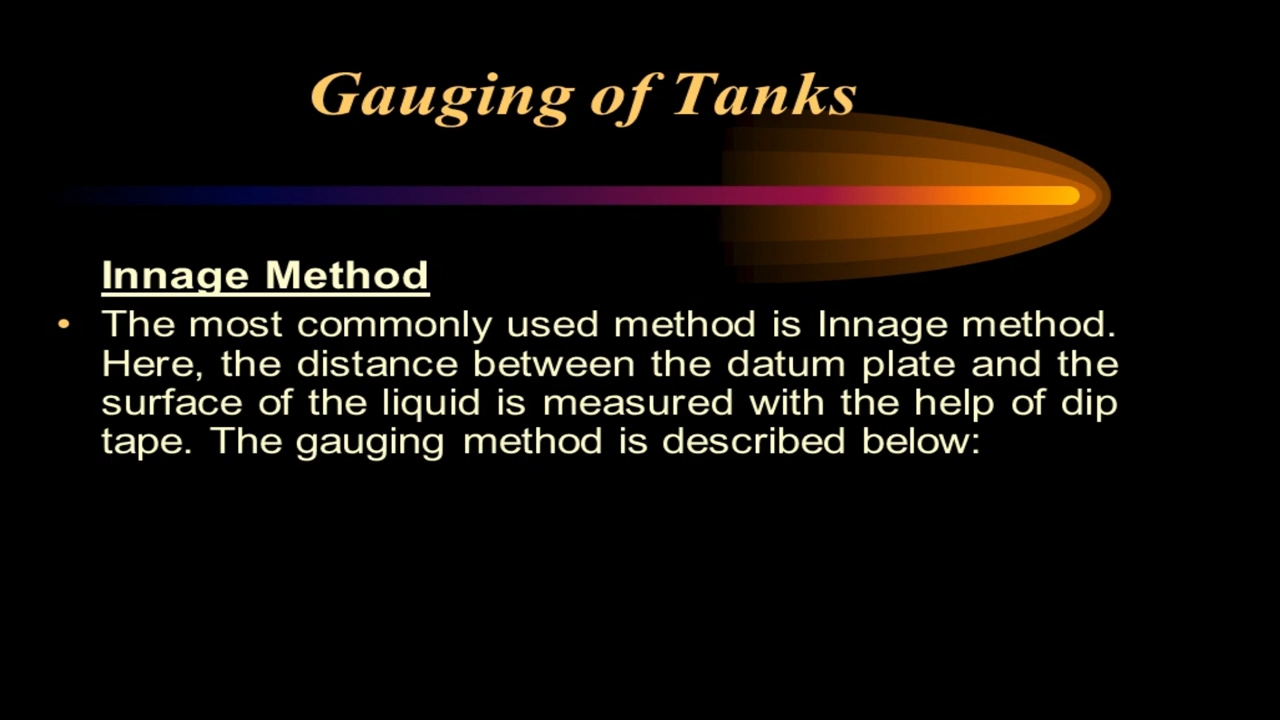 Gauging of Tanks
Innage Method
• The most commonly used method is Innage method.
Here, the distance between the datum plate and the
surface of the liquid is measured with the help of dip
tape. The gauging method is described below: